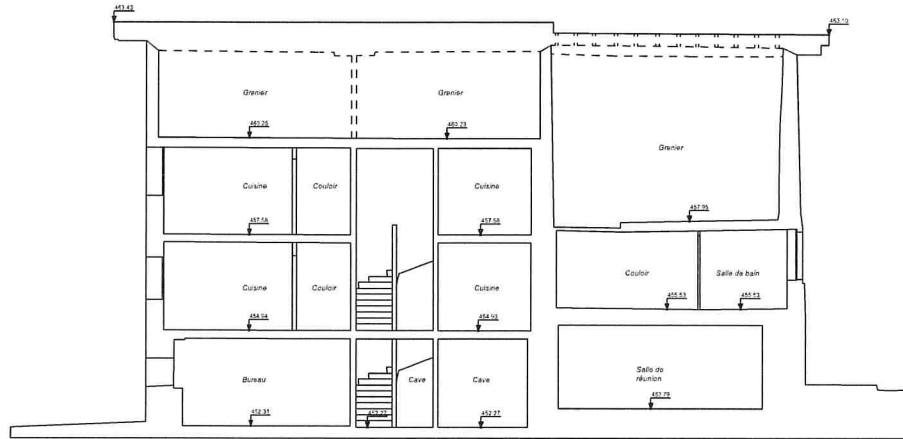 463.43
463.10
Grenier
Grenier
460.26
460.23
Grenier
Cuisine
Couloir
Cuisine
457.58
457.58
457.95
Cuisine
Couloir
Cuisine
Couloir
Salle de bain
454.94
454.93
455.53
455.53
Bureau
Cave
Cave
Salle de
réunion
452.31
452.27
452.27
452.79